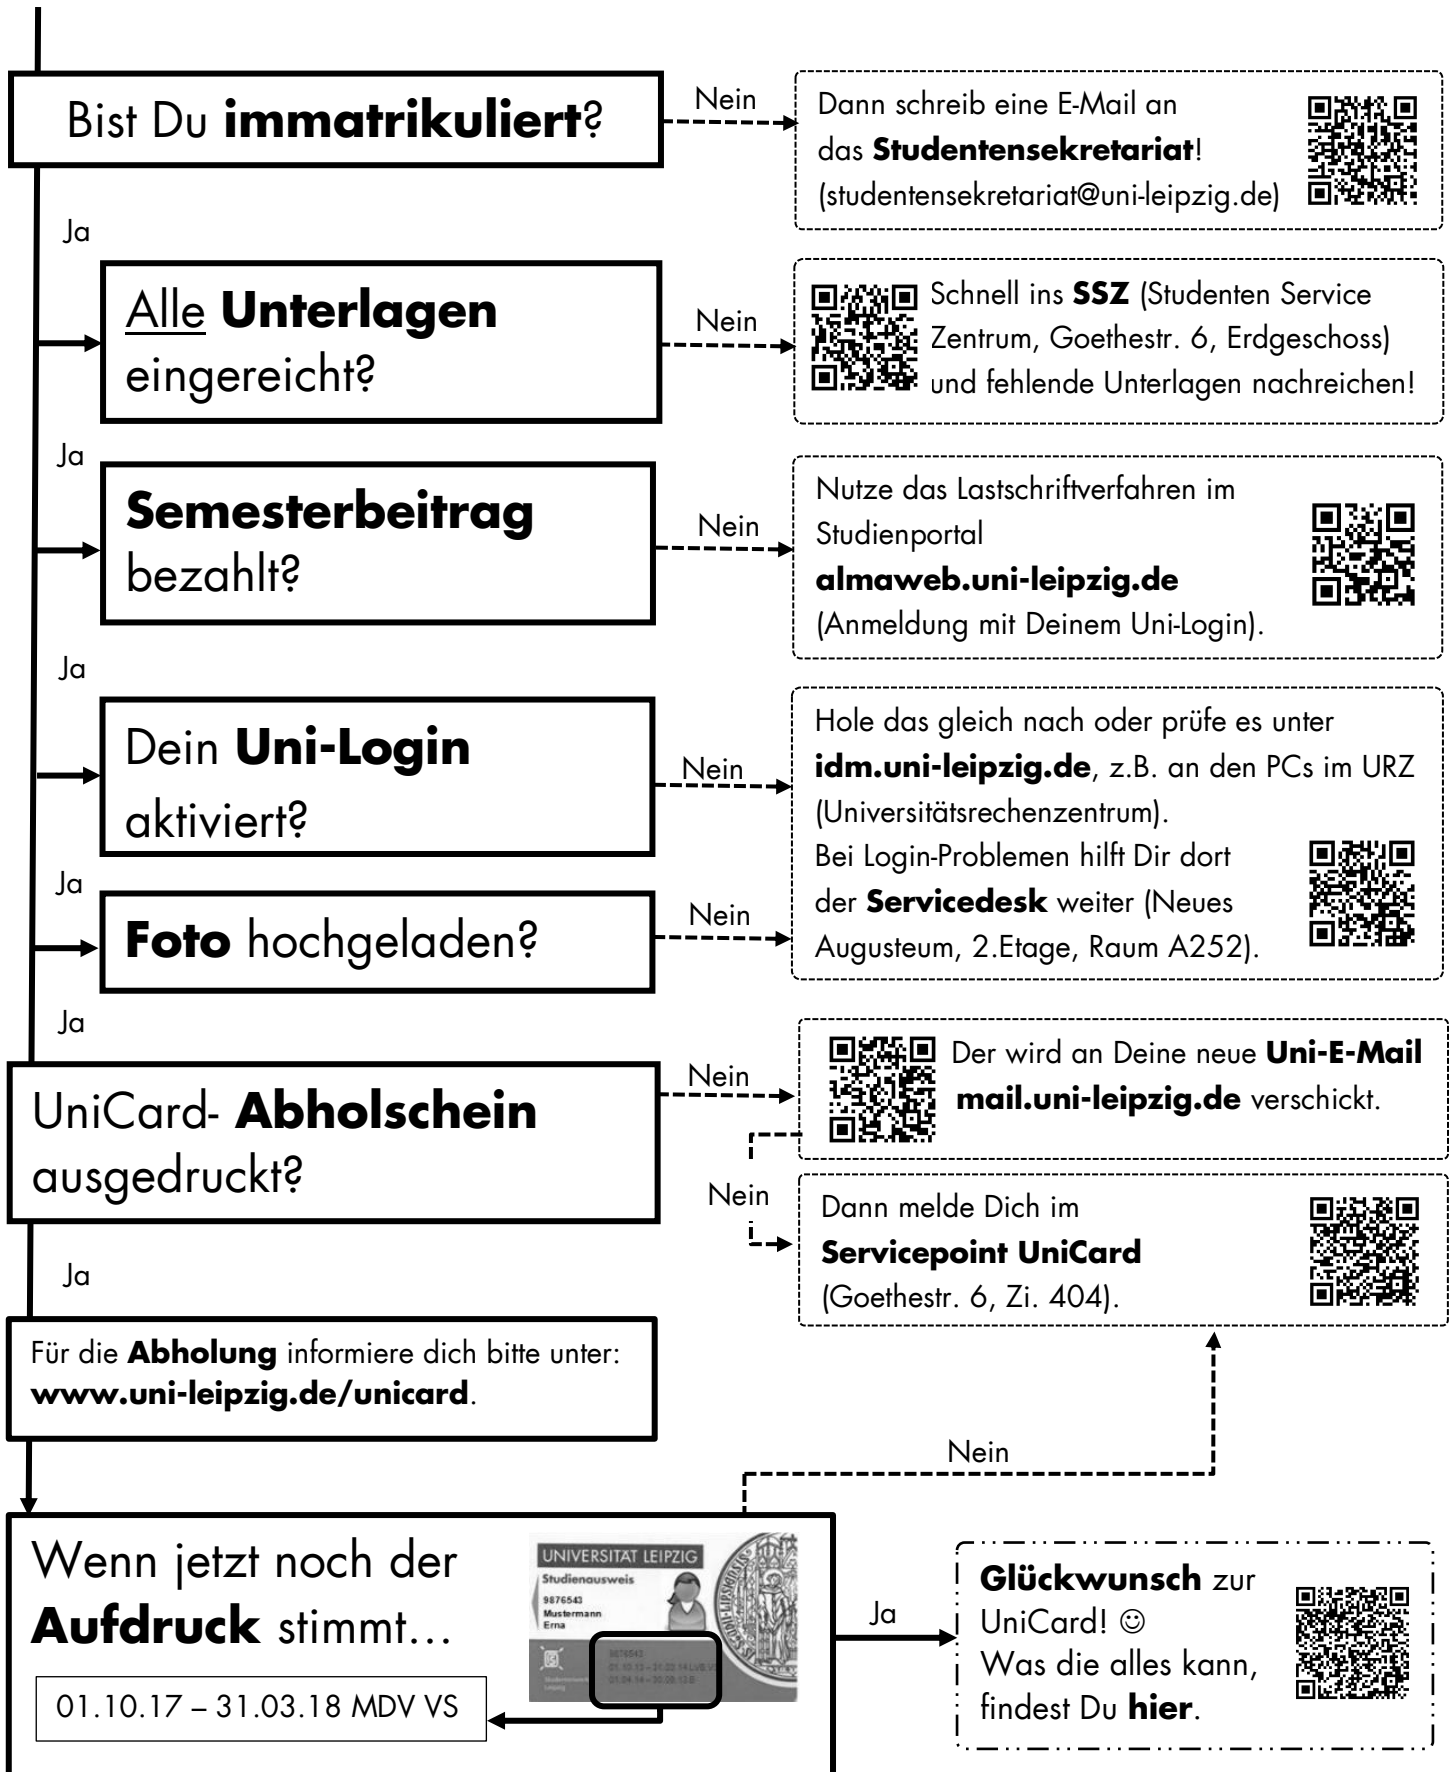 Bist Du immatrikuliert?
Nein
Dann schreib eine E-Mail an
das Studentensekretariat!
(studentensekretariat@uni-leipzig.de)
Ja
Alle Unterlagen
eingereicht?
Nein
Schnell ins SSZ (Studenten Service
Zentrum, Goethestr. 6, Erdgeschoss)
und fehlende Unterlagen nachreichen!
Ja
Semesterbeitrag
bezahlt?
Nein
Nutze das Lastschriftverfahren im
Studienportal
almaweb.uni-leipzig.de
(Anmeldung mit Deinem Uni-Login).
Ja
Dein Uni-Login
aktiviert?
Nein
Hole das gleich nach oder prüfe es unter
idm.uni-leipzig.de, z.B. an den PCs im URZ
(Universitätsrechenzentrum).
Bei Login-Problemen hilft Dir dort
der Servicedesk weiter (Neues
Augusteum, 2.Etage, Raum A252).
Ja
Foto hochgeladen?
Nein
Ja
UniCard- Abholschein
ausgedruckt?
Nein
Der wird an Deine neue Uni-E-Mail
mail.uni-leipzig.de verschickt.
Nein
Dann melde Dich im
Servicepoint UniCard
(Goethestr. 6, Zi. 404).
Ja
Für die Abholung informiere dich bitte unter:
www.uni-leipzig.de/unicard.
Nein
Wenn jetzt noch der
Aufdruck stimmt...
01.10.17 – 31.03.18 MDV VS
UNIVERSITÄT LEIPZIG
Studienausweis
9876543
Mustermann
Erna
9876543
Ja
Glückwunsch zur
UniCard! ☺
Was die alles kann,
findest Du hier.